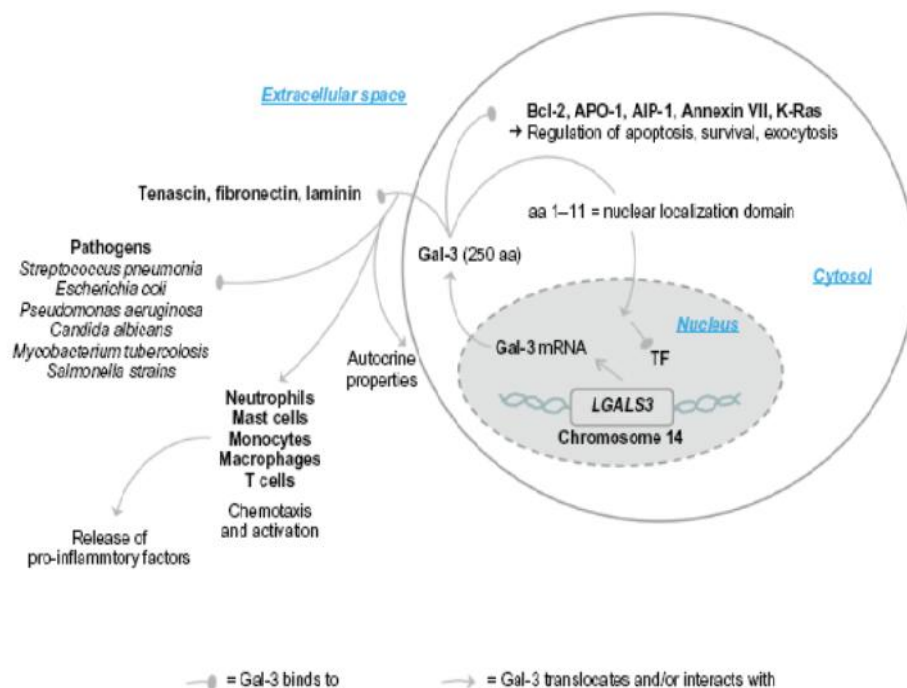 Extracellular space
Bcl-2, APO-1, AIP-1, Annexin VII, K-Ras
→ Regulation of apoptosis, survival, exocytosis
Tenascin, fibronectin, laminin
aa 1–11 = nuclear localization domain
Pathogens
Streptococcus pneumonia
Escherichia coli
Pseudomonas aeruginosa
Candida albicans
Mycobacterium tubercolosis
Salmonella strains
Gal-3 (250 aa)
Cytosol
Nucleus
Gal-3 mRNA
TF
LGALS3
Chromosome 14
Autocrine
properties
Neutrophils
Mast cells
Monocytes
Macrophages
T cells
Chemotaxis
and activation
Release of
pro-inflammtory factors
= Gal-3 binds to
= Gal-3 translocates and/or interacts with